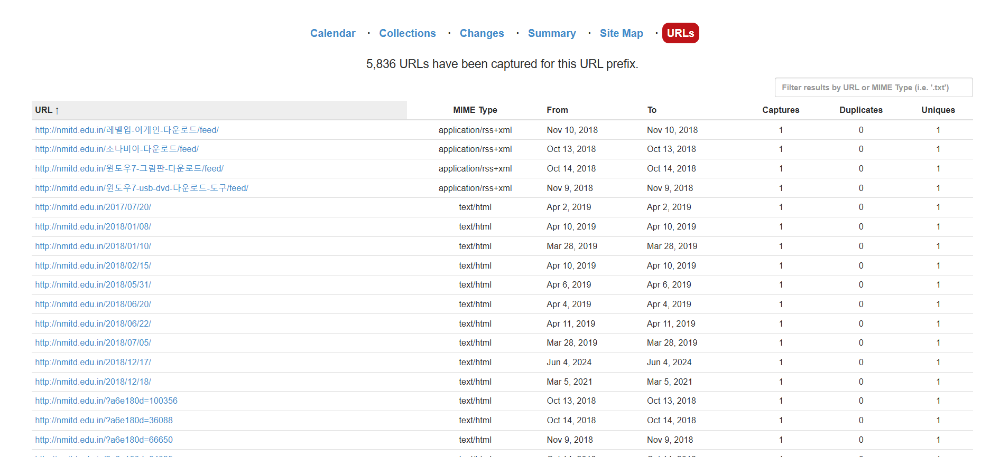 Calendar · Collections · Changes · Summary · Site Map · URLs
5,836 URLs have been captured for this URL prefix.
Filter results by URL or MIME Type (i.e. '.txt')
URL ↑ MIME Type From To Captures Duplicates Uniques
http://nmitd.edu.in/레벨업-어게인-다운로드/feed/ application/rss+xml Nov 10, 2018 Nov 10, 2018 1 0 1
http://nmitd.edu.in/소나비아-다운로드/feed/ application/rss+xml Oct 13, 2018 Oct 13, 2018 1 0 1
http://nmitd.edu.in/윈도우7-그림판-다운로드/feed/ application/rss+xml Oct 14, 2018 Oct 14, 2018 1 0 1
http://nmitd.edu.in/윈도우7-usb-dvd-다운로드-도구/feed/ application/rss+xml Nov 9, 2018 Nov 9, 2018 1 0 1
http://nmitd.edu.in/2017/07/20/ text/html Apr 2, 2019 Apr 2, 2019 1 0 1
http://nmitd.edu.in/2018/01/08/ text/html Apr 10, 2019 Apr 10, 2019 1 0 1
http://nmitd.edu.in/2018/01/10/ text/html Mar 28, 2019 Mar 28, 2019 1 0 1
http://nmitd.edu.in/2018/02/15/ text/html Apr 10, 2019 Apr 10, 2019 1 0 1
http://nmitd.edu.in/2018/05/31/ text/html Apr 6, 2019 Apr 6, 2019 1 0 1
http://nmitd.edu.in/2018/06/20/ text/html Apr 4, 2019 Apr 4, 2019 1 0 1
http://nmitd.edu.in/2018/06/22/ text/html Apr 11, 2019 Apr 11, 2019 1 0 1
http://nmitd.edu.in/2018/07/05/ text/html Mar 28, 2019 Mar 28, 2019 1 0 1
http://nmitd.edu.in/2018/12/17/ text/html Jun 4, 2024 Jun 4, 2024 1 0 1
http://nmitd.edu.in/2018/12/18/ text/html Mar 5, 2021 Mar 5, 2021 1 0 1
http://nmitd.edu.in/?a6e180d=100356 text/html Oct 13, 2018 Oct 13, 2018 1 0 1
http://nmitd.edu.in/?a6e180d=36088 text/html Oct 14, 2018 Oct 14, 2018 1 0 1
http://nmitd.edu.in/?a6e180d=66650 text/html Nov 9, 2018 Nov 9, 2018 1 0 1